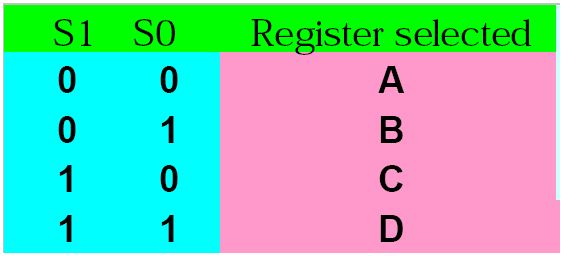 S1 S0 Register selected
0 0 A
0 1 B
1 0 C
1 1 D